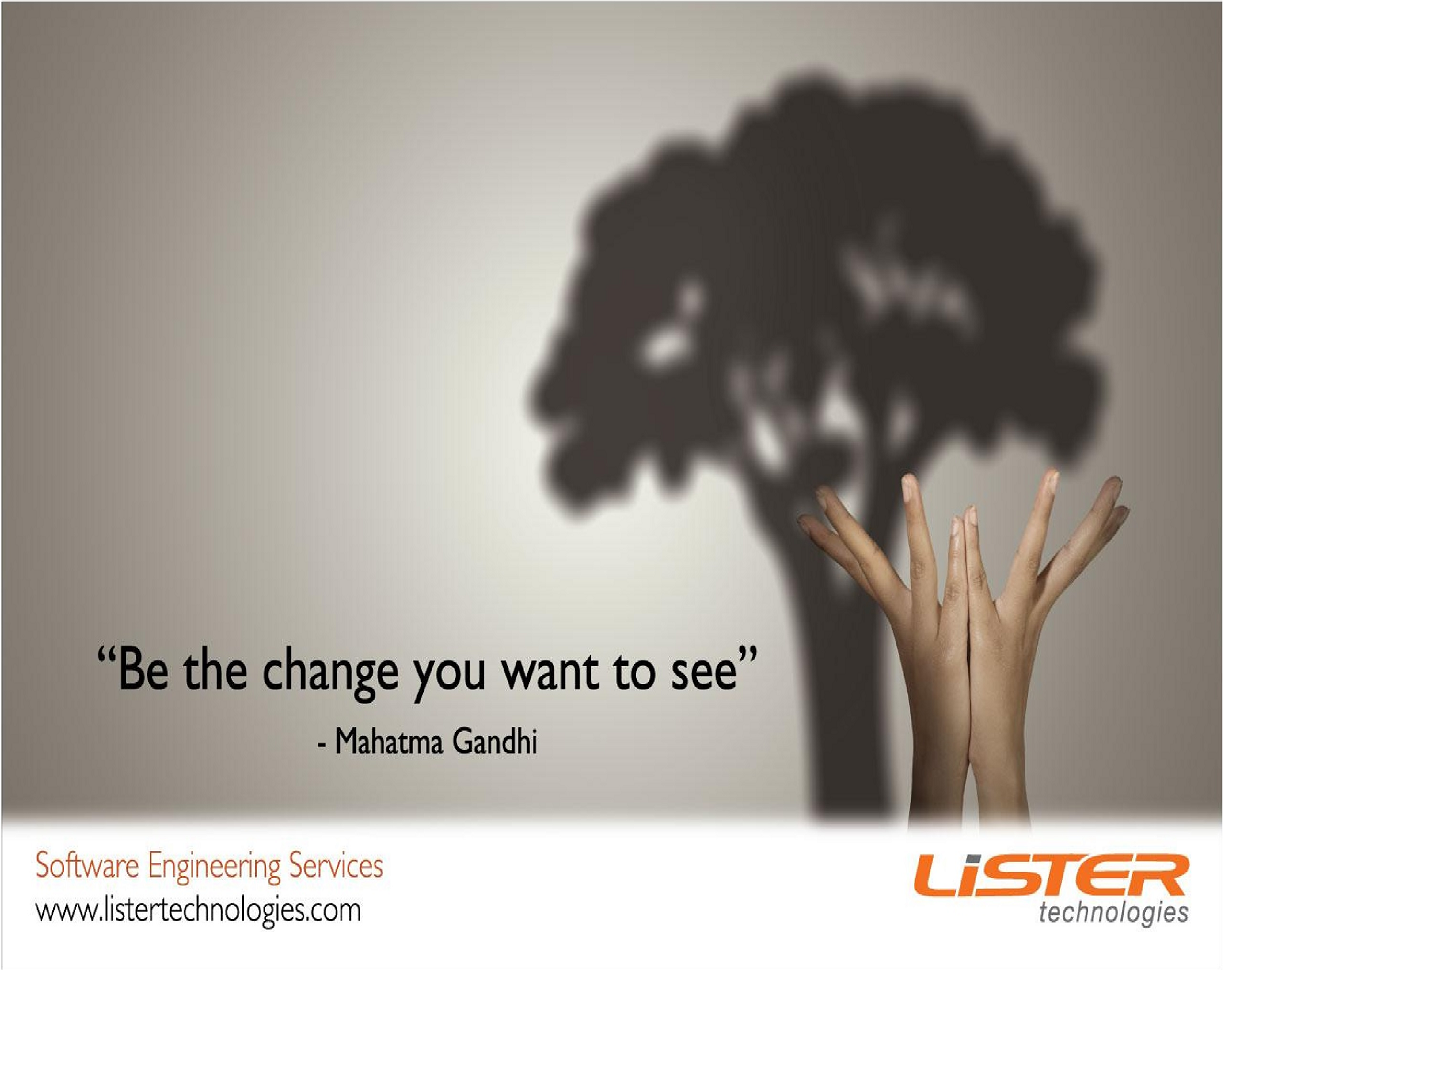 “Be the change you want to see”
- Mahatma Gandhi
Software Engineering Services
www.listertechnologies.com
LiSTER
technologies